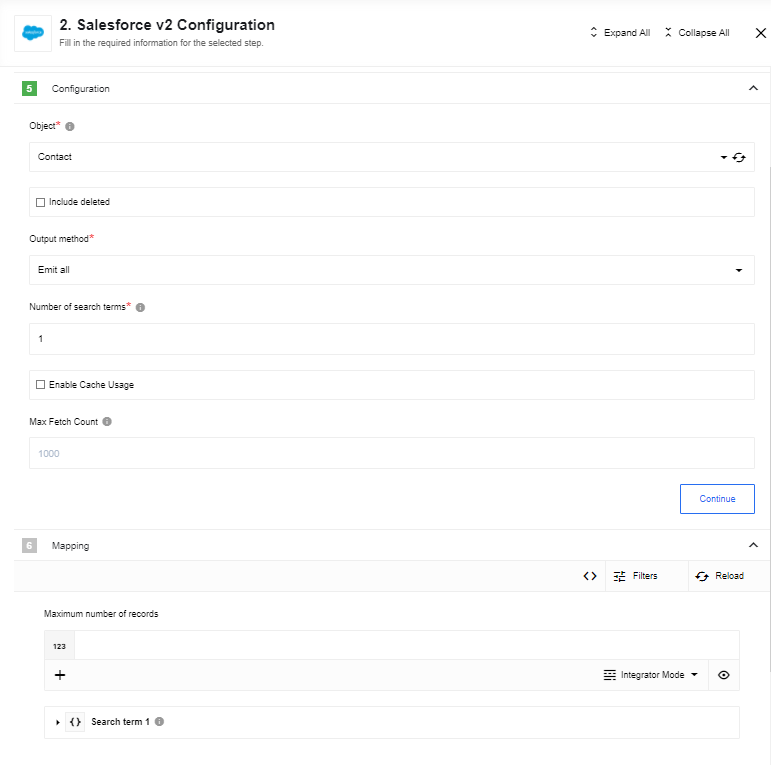 salesforce
2. Salesforce v2 Configuration
Fill in the required information for the selected step.
Expand All
Collapse All
5 Configuration
Object*
Contact
Include deleted
Output method*
Emit all
Number of search terms*
1
Enable Cache Usage
Max Fetch Count
1000
Continue
6 Mapping
Filters
Reload
Maximum number of records
123
Integrator Mode
Search term 1